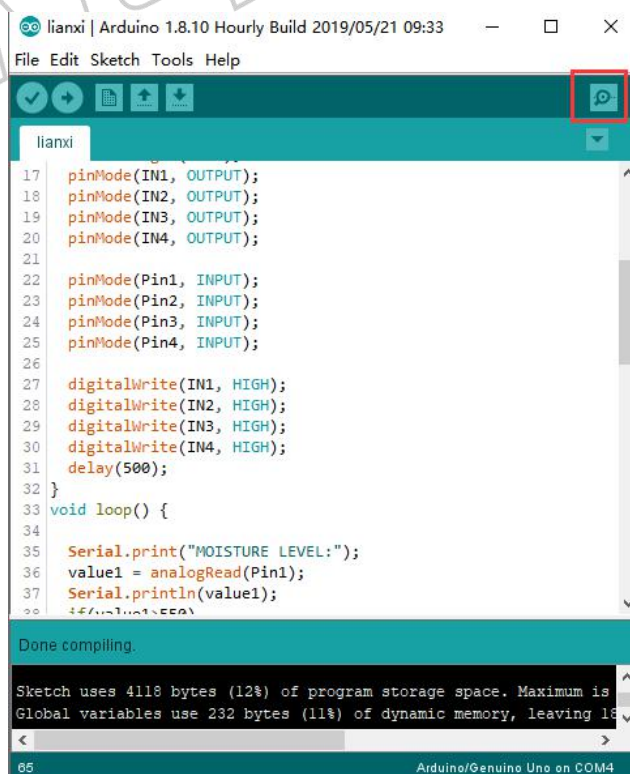 lianxi | Arduino 1.8.10 Hourly Build 2019/05/21 09:33
File Edit Sketch Tools Help
lianxi
17 pinMode(IN1, OUTPUT);
18 pinMode(IN2, OUTPUT);
19 pinMode(IN3, OUTPUT);
20 pinMode(IN4, OUTPUT);
21
22 pinMode(Pin1, INPUT);
23 pinMode(Pin2, INPUT);
24 pinMode(Pin3, INPUT);
25 pinMode(Pin4, INPUT);
26
27 digitalWrite(IN1, HIGH);
28 digitalWrite(IN2, HIGH);
29 digitalWrite(IN3, HIGH);
30 digitalWrite(IN4, HIGH);
31 delay(500);
32 }
33 void loop() {
34
35 Serial.print("MOISTURE LEVEL:");
36 value1 = analogRead(Pin1);
37 Serial.println(value1);
38 if(value1>550)
Done compiling.
Sketch uses 4118 bytes (12%) of program storage space. Maximum is
Global variables use 232 bytes (11%) of dynamic memory, leaving 18
65 Arduino/Genuino Uno on COM4